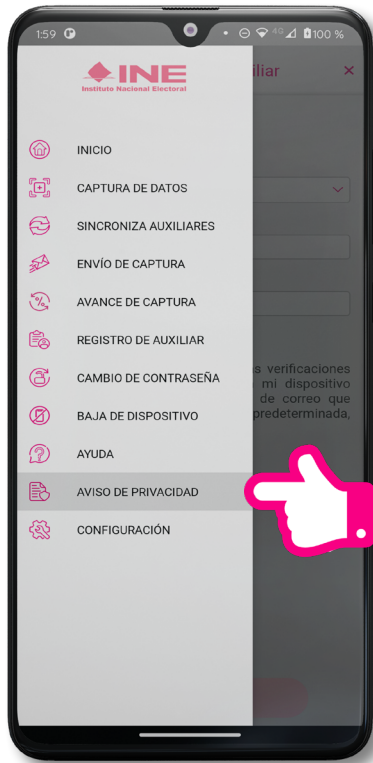 1:59
4G
100 %
INE
Instituto Nacional Electoral
iliar
×
INICIO
CAPTURA DE DATOS
SINCRONIZA AUXILIARES
ENVÍO DE CAPTURA
AVANCE DE CAPTURA
REGISTRO DE AUXILIAR
s verificaciones
CAMBIO DE CONTRASEÑA
mi dispositivo
de correo que
BAJA DE DISPOSITIVO
predeterminada,
AYUDA
AVISO DE PRIVACIDAD
CONFIGURACIÓN